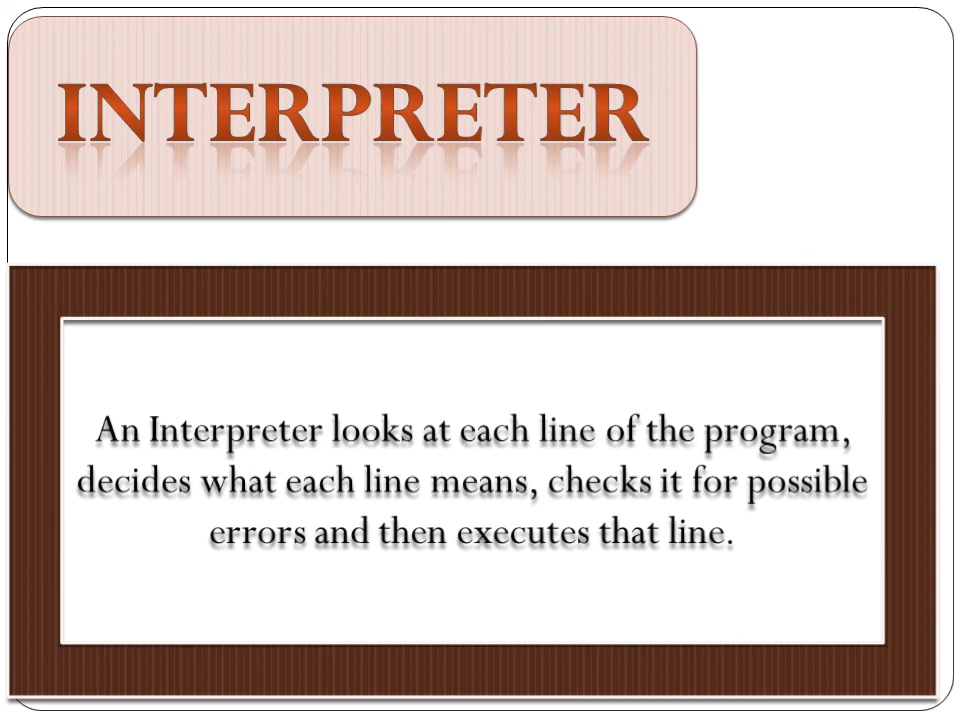 INTERPRETER
An Interpreter looks at each line of the program,
decides what each line means, checks it for possible
errors and then executes that line.